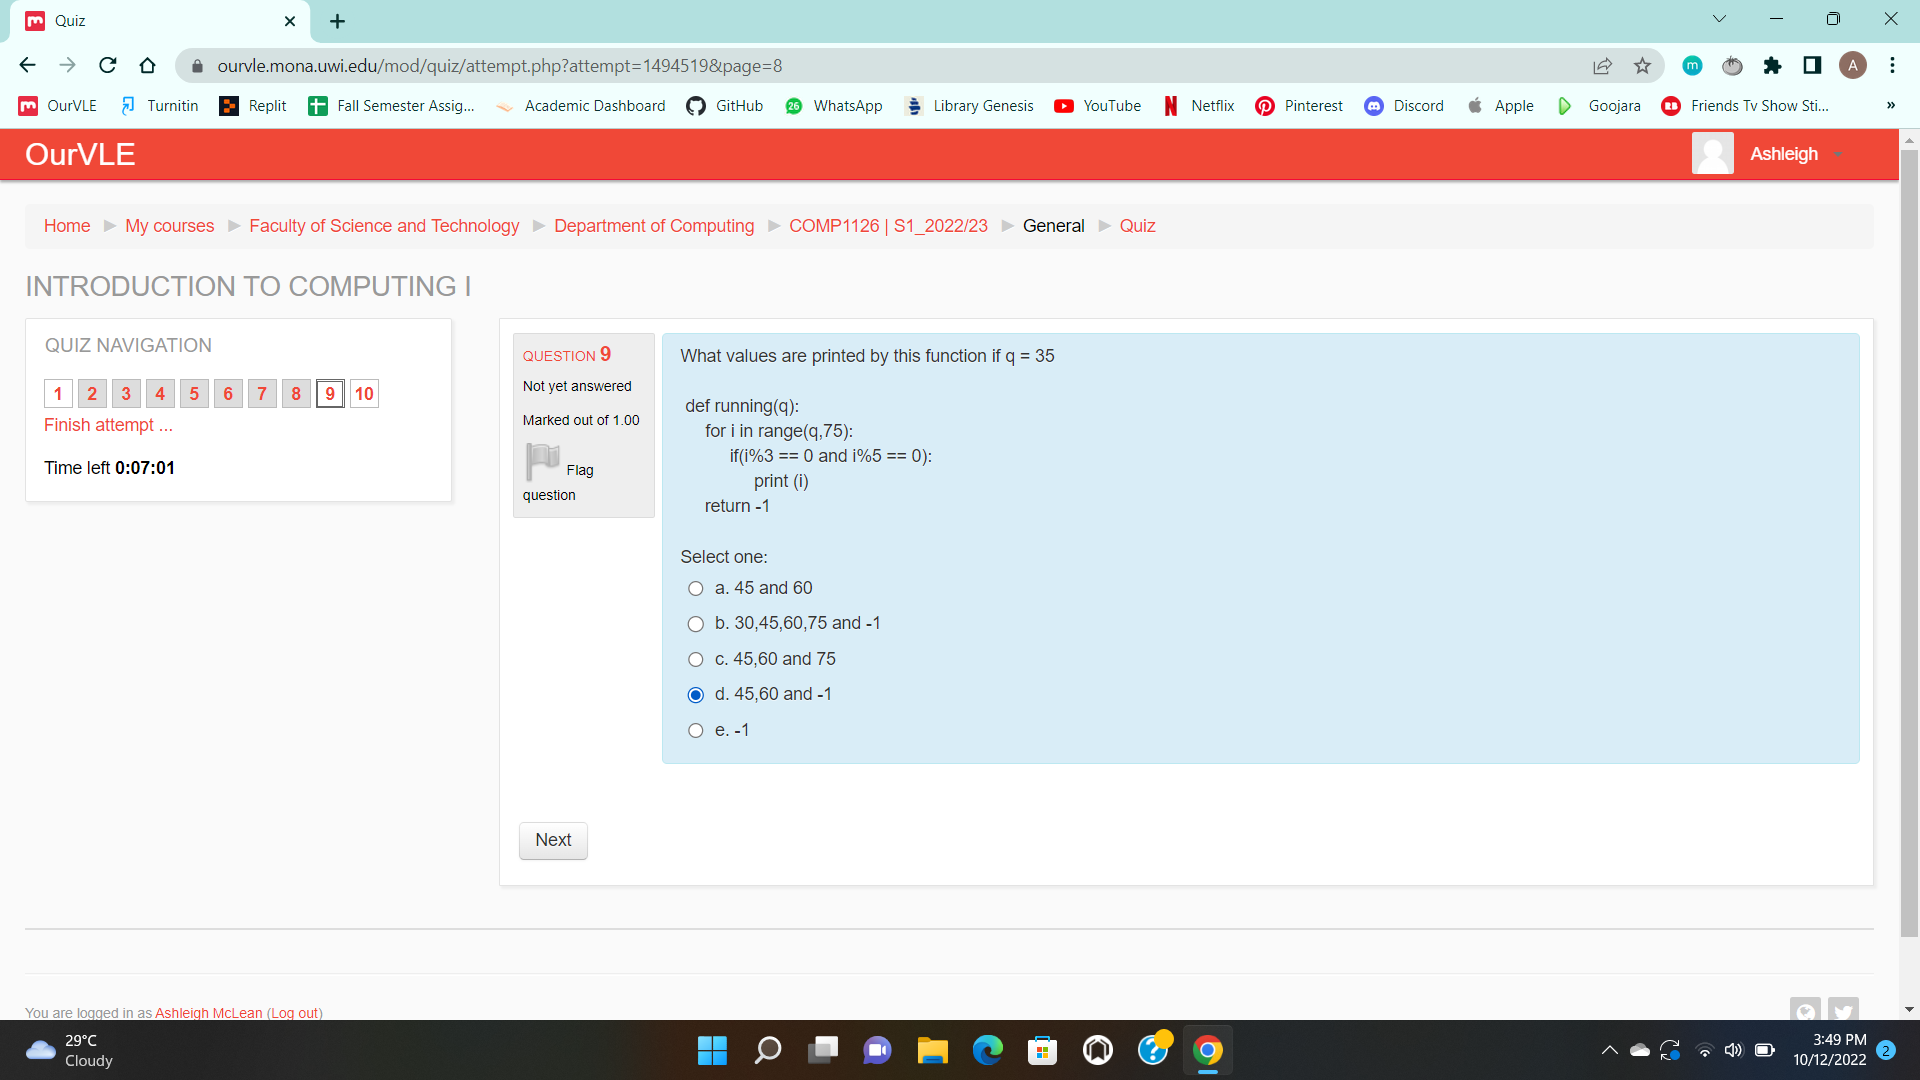 Quiz
ourvle.mona.uwi.edu/mod/quiz/attempt.php?attempt=1494519&page=8
A
OurVLE
Turnitin
Replit
Fall Semester Assig...
Academic Dashboard
GitHub
26
WhatsApp
Library Genesis
YouTube
Netflix
Pinterest
Discord
Apple
Goojara
Friends Tv Show Sti...
»
OurVLE
Ashleigh
Home
My courses
Faculty of Science and Technology
Department of Computing
COMP1126 | S1_2022/23
General
Quiz
INTRODUCTION TO COMPUTING I
QUIZ NAVIGATION
1 2 3 4 5 6 7 8 9 10
Finish attempt ...
Time left 0:07:01
QUESTION 9
Not yet answered
Marked out of 1.00
Flag
question
What values are printed by this function if q = 35
def running(q):
for i in range(q,75):
if(i%3 == 0 and i%5 == 0):
print (i)
return -1
Select one:
a. 45 and 60
b. 30,45,60,75 and -1
c. 45,60 and 75
d. 45,60 and -1
e. -1
Next
You are logged in as Ashleigh McLean (Log out)
29°C
Cloudy
3:49 PM
10/12/2022
2